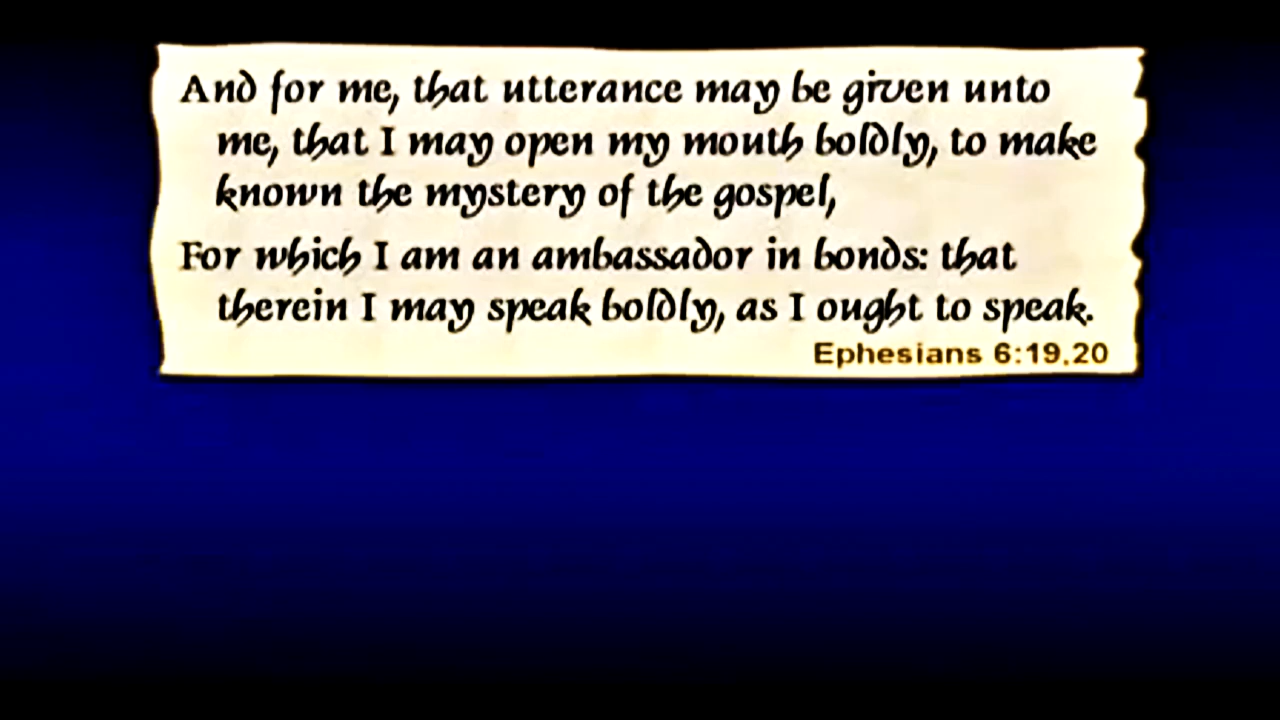 And for me, that utterance may be given unto
me, that I may open my mouth boldly, to make
known the mystery of the gospel,
For which I am an ambassador in bonds: that
therein I may speak boldly, as I ought to speak.
Ephesians 6:19,20